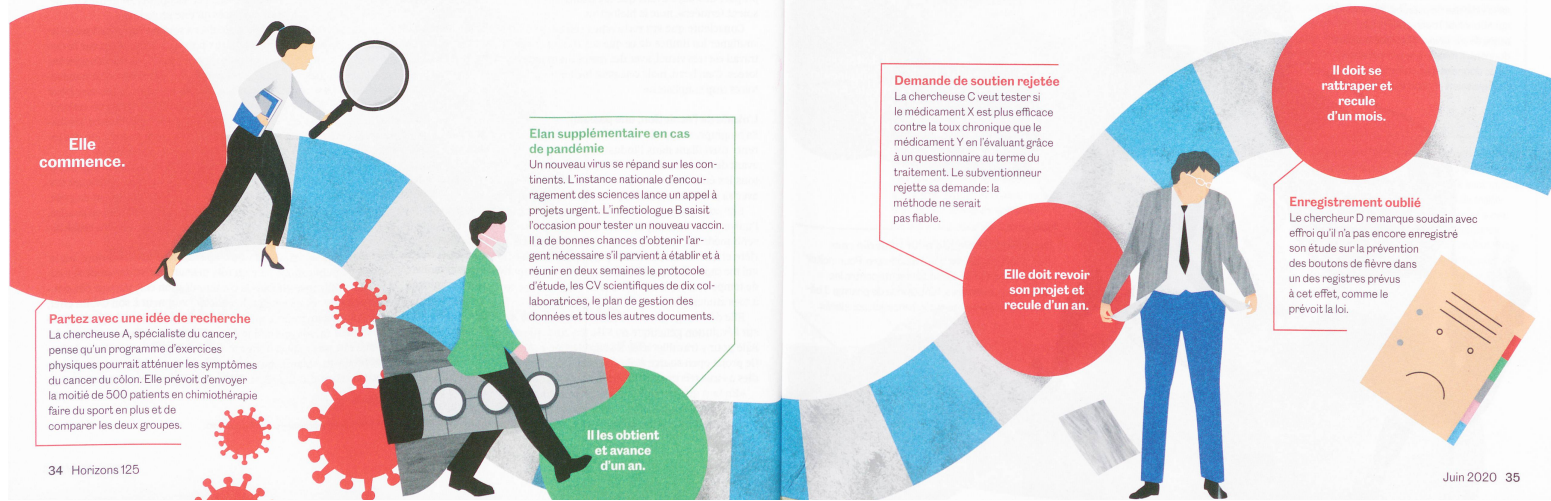 Elle
commence.
Partez avec une idée de recherche
La chercheuse A, spécialiste du cancer,
pense qu'un programme d'exercices
physiques pourrait atténuer les symptômes
du cancer du côlon. Elle prévoit d'envoyer
la moitié de 500 patients en chimiothérapie
faire du sport en plus et de
comparer les deux groupes.
34 Horizons 125
Elan supplémentaire en cas
de pandémie
Un nouveau virus se répand sur les con-
tinents. L'instance nationale d'encou-
ragement des sciences lance un appel à
projets urgent. L'infectiologue B saisit
l'occasion pour tester un nouveau vaccin.
Il a de bonnes chances d'obtenir l'ar-
gent nécessaire s'il parvient à établir et à
réunir en deux semaines le protocole
d'étude, les CV scientifiques de dix col-
laboratrices, le plan de gestion des
données et tous les autres documents.
Il les obtient
et avance
d'un an.
Demande de soutien rejetée
La chercheuse C veut tester si
le médicament X est plus efficace
contre la toux chronique que le
médicament Y en l'évaluant grâce
à un questionnaire au terme du
traitement. Le subventionneur
rejette sa demande: la
méthode ne serait
pas fiable.
Elle doit revoir
son projet et
recule d'un an.
Il doit se
rattraper et
recule
d'un mois.
Enregistrement oublié
Le chercheur D remarque soudain avec
effroi qu'il n'a pas encore enregistré
son étude sur la prévention
des boutons de fièvre dans
un des registres prévus
à cet effet, comme le
prévoit la loi.
Juin 2020 35